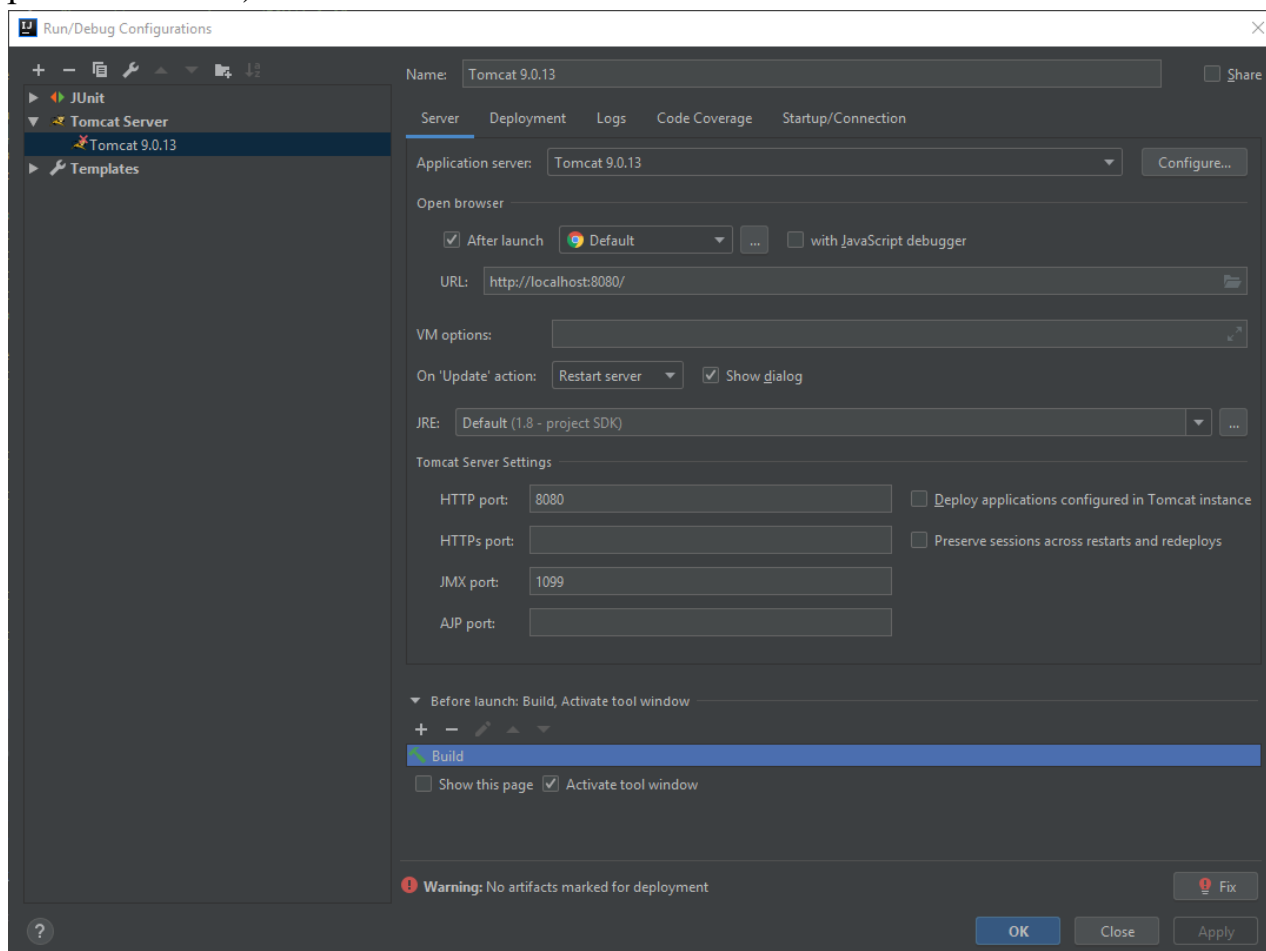 Run/Debug Configurations
JUnit
Tomcat Server
Tomcat 9.0.13
Templates
Name: Tomcat 9.0.13 Share
Server Deployment Logs Code Coverage Startup/Connection
Application server: Tomcat 9.0.13 Configure...
Open browser
After launch Default ... with JavaScript debugger
URL: http://localhost:8080/
VM options:
On 'Update' action: Restart server Show dialog
JRE: Default (1.8 - project SDK) ...
Tomcat Server Settings
HTTP port: 8080 Deploy applications configured in Tomcat instance
HTTPs port: Preserve sessions across restarts and redeploys
JMX port: 1099
AJP port:
Before launch: Build, Activate tool window
Build
Show this page Activate tool window
Warning: No artifacts marked for deployment Fix
? OK Close Apply